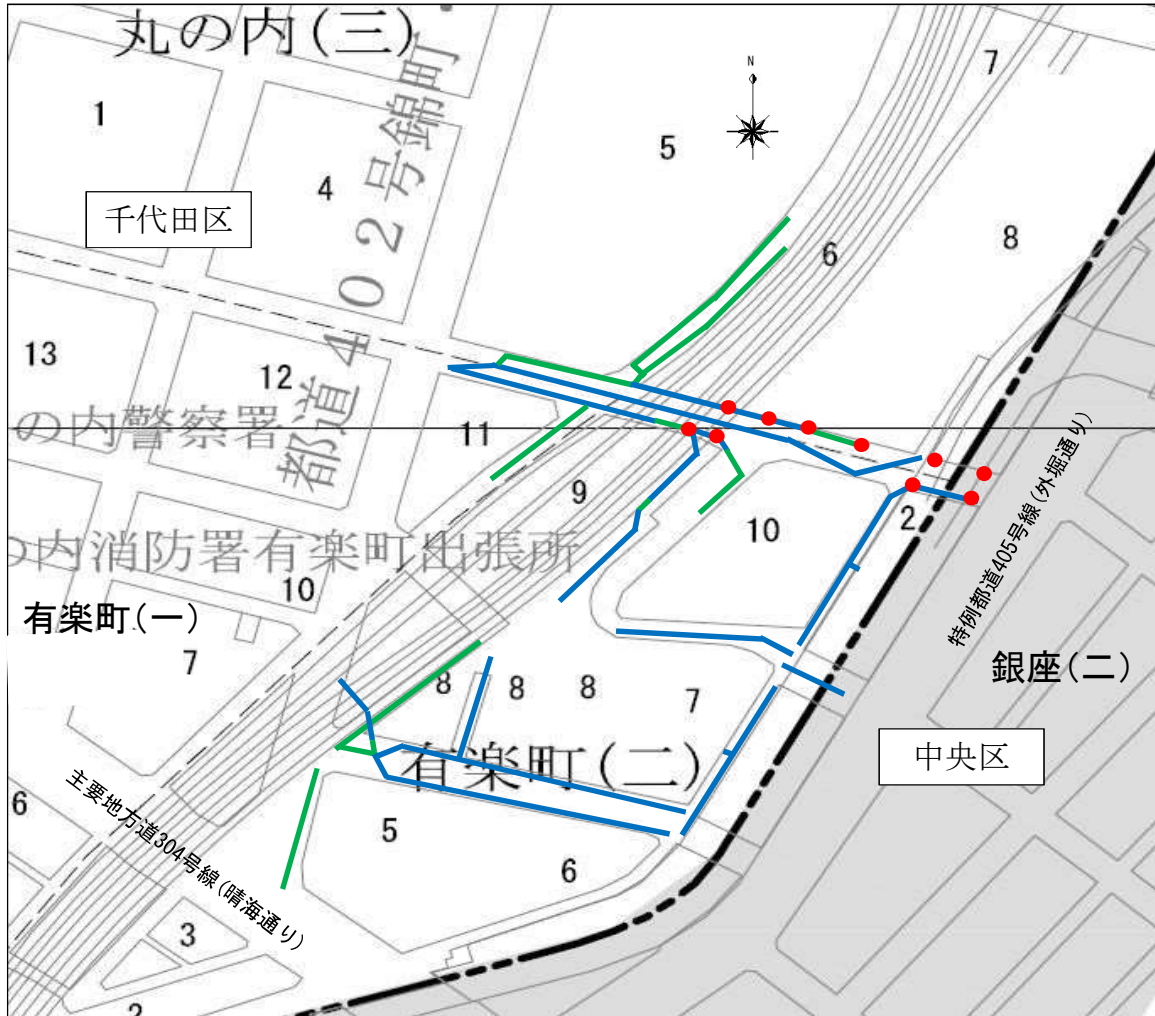 丸の内(三)
7
N
1
5
4
千代田区
8
6
都道402号錦町
13
12
の内警察署
11
9
2
10
特例都道405号線(外堀通り)
の内消防署有楽町出張所
10
有楽町(一)
7
銀座(二)
8
8
8
7
有楽町(二)
中央区
主要地方道304号線(晴海通り)
6
5
6
3
2